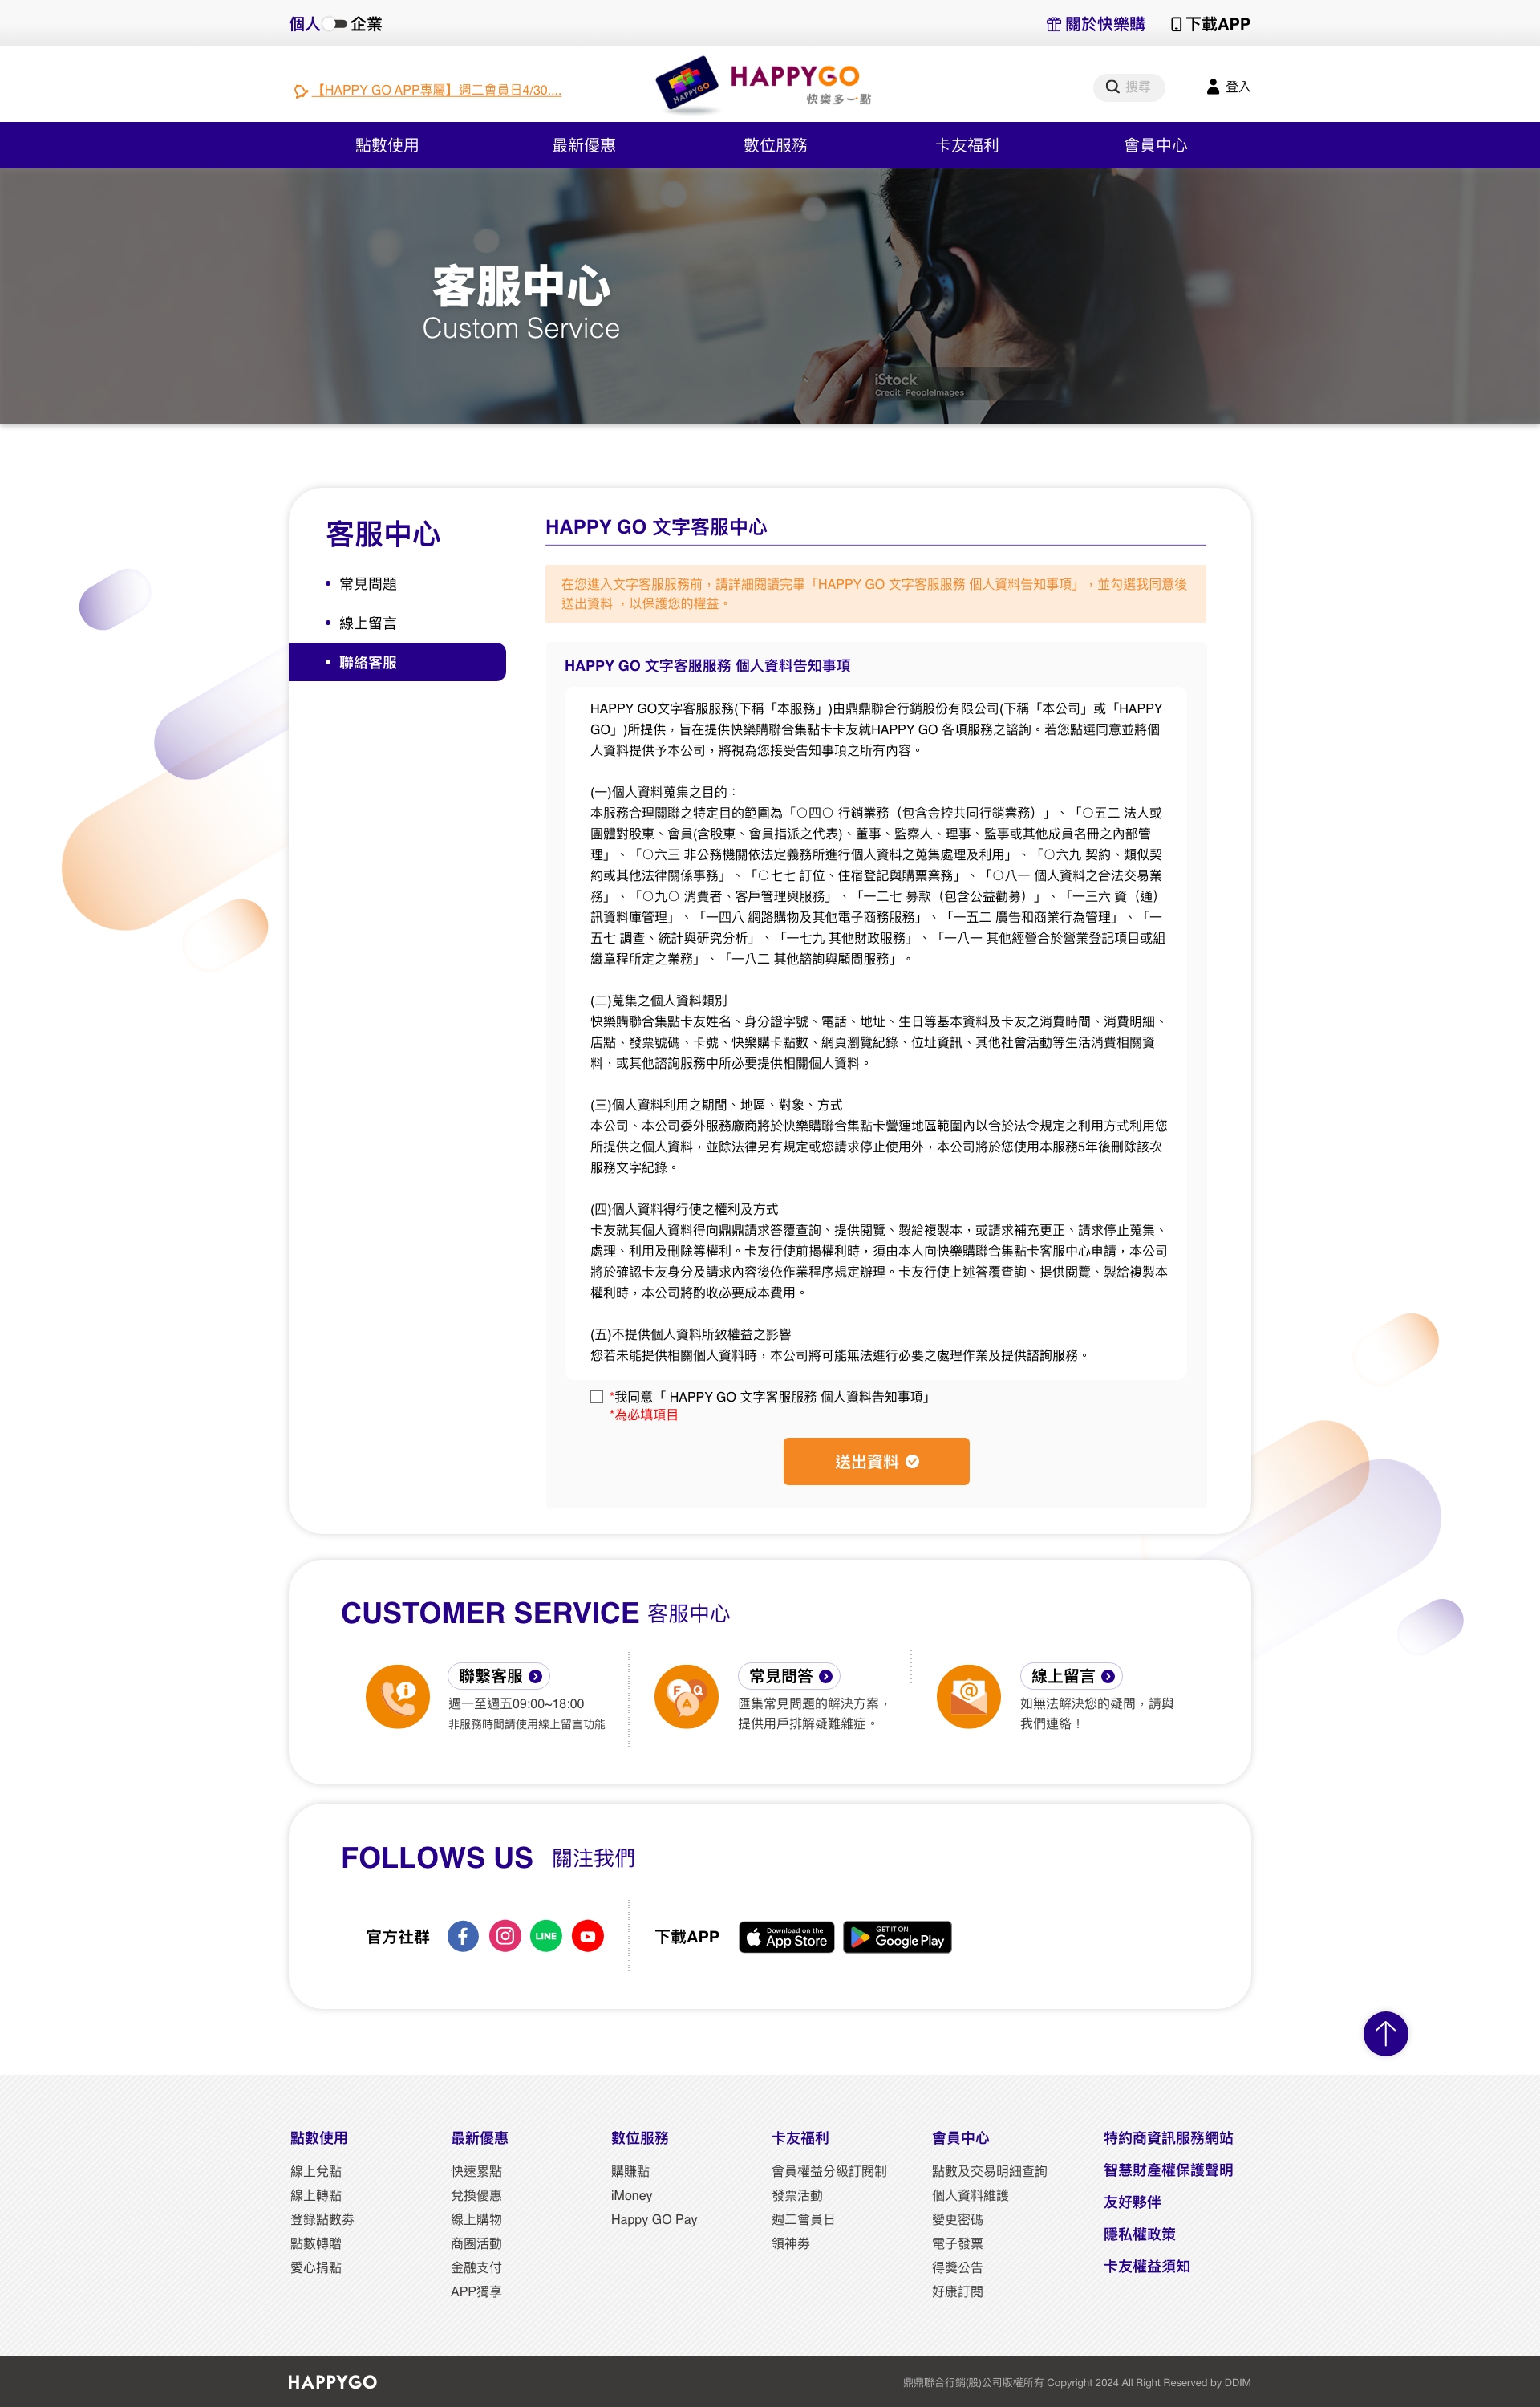 個人 企業
關於快樂購 下載APP
【HAPPY GO APP專屬】週二會員日4/30....
HAPPYGO
HAPPYGO
快樂多一點
搜尋
登入
點數使用 最新優惠 數位服務 卡友福利 會員中心
客服中心
Custom Service
iStock
Credit: PeopleImages
客服中心
常見問題
線上留言
聯絡客服
HAPPY GO 文字客服中心
在您進入文字客服服務前，請詳細閱讀完畢「HAPPY GO 文字客服服務 個人資料告知事項」，並勾選我同意後
送出資料 ，以保護您的權益。
HAPPY GO 文字客服服務 個人資料告知事項
HAPPY GO文字客服服務(下稱「本服務」)由鼎鼎聯合行銷股份有限公司(下稱「本公司」或「HAPPY
GO」)所提供，旨在提供快樂購聯合集點卡卡友就HAPPY GO 各項服務之諮詢。若您點選同意並將個
人資料提供予本公司，將視為您接受告知事項之所有內容。
(一)個人資料蒐集之目的：
本服務合理關聯之特定目的範圍為「○四○ 行銷業務（包含金控共同行銷業務）」、「○五二 法人或
團體對股東、會員(含股東、會員指派之代表)、董事、監察人、理事、監事或其他成員名冊之內部管
理」、「○六三 非公務機關依法定義務所進行個人資料之蒐集處理及利用」、「○六九 契約、類似契
約或其他法律關係事務」、「○七七 訂位、住宿登記與購票業務」、「○八一 個人資料之合法交易業
務」、「○九○ 消費者、客戶管理與服務」、「一二七 募款（包含公益勸募）」、「一三六 資（通）
訊資料庫管理」、「一四八 網路購物及其他電子商務服務」、「一五二 廣告和商業行為管理」、「一
五七 調查、統計與研究分析」、「一七九 其他財政服務」、「一八一 其他經營合於營業登記項目或組
織章程所定之業務」、「一八二 其他諮詢與顧問服務」。
(二)蒐集之個人資料類別
快樂購聯合集點卡友姓名、身分證字號、電話、地址、生日等基本資料及卡友之消費時間、消費明細、
店點、發票號碼、卡號、快樂購卡點數、網頁瀏覽紀錄、位址資訊、其他社會活動等生活消費相關資
料，或其他諮詢服務中所必要提供相關個人資料。
(三)個人資料利用之期間、地區、對象、方式
本公司、本公司委外服務廠商將於快樂購聯合集點卡營運地區範圍內以合於法令規定之利用方式利用您
所提供之個人資料，並除法律另有規定或您請求停止使用外，本公司將於您使用本服務5年後刪除該次
服務文字紀錄。
(四)個人資料得行使之權利及方式
卡友就其個人資料得向鼎鼎請求答覆查詢、提供閱覽、製給複製本，或請求補充更正、請求停止蒐集、
處理、利用及刪除等權利。卡友行使前揭權利時，須由本人向快樂購聯合集點卡客服中心申請，本公司
將於確認卡友身分及請求內容後依作業程序規定辦理。卡友行使上述答覆查詢、提供閱覽、製給複製本
權利時，本公司將酌收必要成本費用。
(五)不提供個人資料所致權益之影響
您若未能提供相關個人資料時，本公司將可能無法進行必要之處理作業及提供諮詢服務。
*我同意「 HAPPY GO 文字客服服務 個人資料告知事項」
*為必填項目
送出資料
CUSTOMER SERVICE 客服中心
聯繫客服
週一至週五09:00~18:00
非服務時間請使用線上留言功能
F Q A
常見問答
匯集常見問題的解決方案，
提供用戶排解疑難雜症。
@
線上留言
如無法解決您的疑問，請與
我們連絡！
FOLLOWS US 關注我們
官方社群
LINE
下載APP
Download on the
App Store
GET IT ON
Google Play
點數使用
線上兌點
線上轉點
登錄點數劵
點數轉贈
愛心捐點
最新優惠
快速累點
兌換優惠
線上購物
商圈活動
金融支付
APP獨享
數位服務
購賺點
iMoney
Happy GO Pay
卡友福利
會員權益分級訂閱制
發票活動
週二會員日
領神劵
會員中心
點數及交易明細查詢
個人資料維護
變更密碼
電子發票
得獎公告
好康訂閱
特約商資訊服務網站
智慧財產權保護聲明
友好夥伴
隱私權政策
卡友權益須知
HAPPYGO
鼎鼎聯合行銷(股)公司版權所有 Copyright 2024 All Right Reserved by DDIM